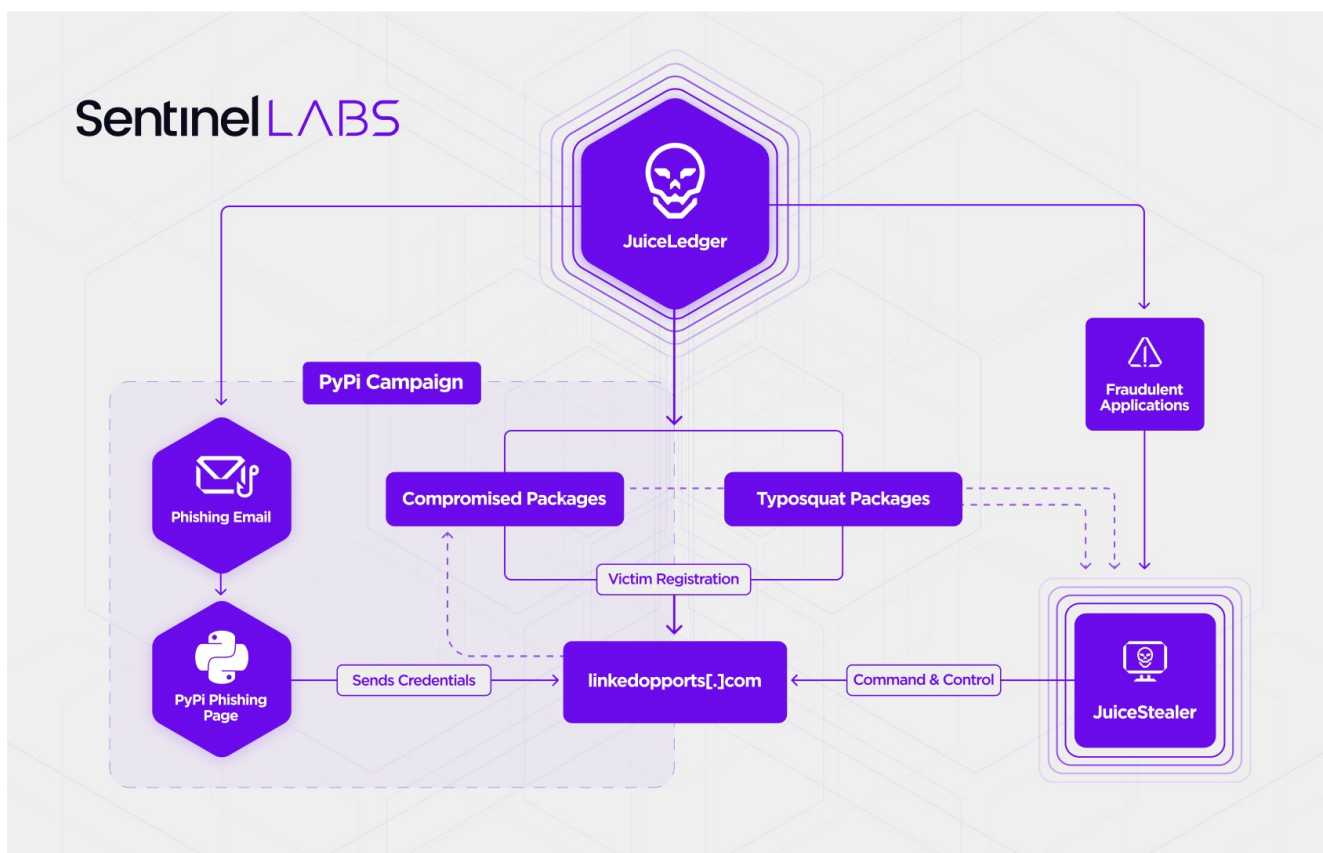 SentinelLABS
JuiceLedger
Fraudulent
Applications
PyPi Campaign
Phishing Email
Compromised Packages
Typosquat Packages
Victim Registration
PyPi Phishing
Page
Sends Credentials
linkedopports[.]com
Command & Control
JuiceStealer